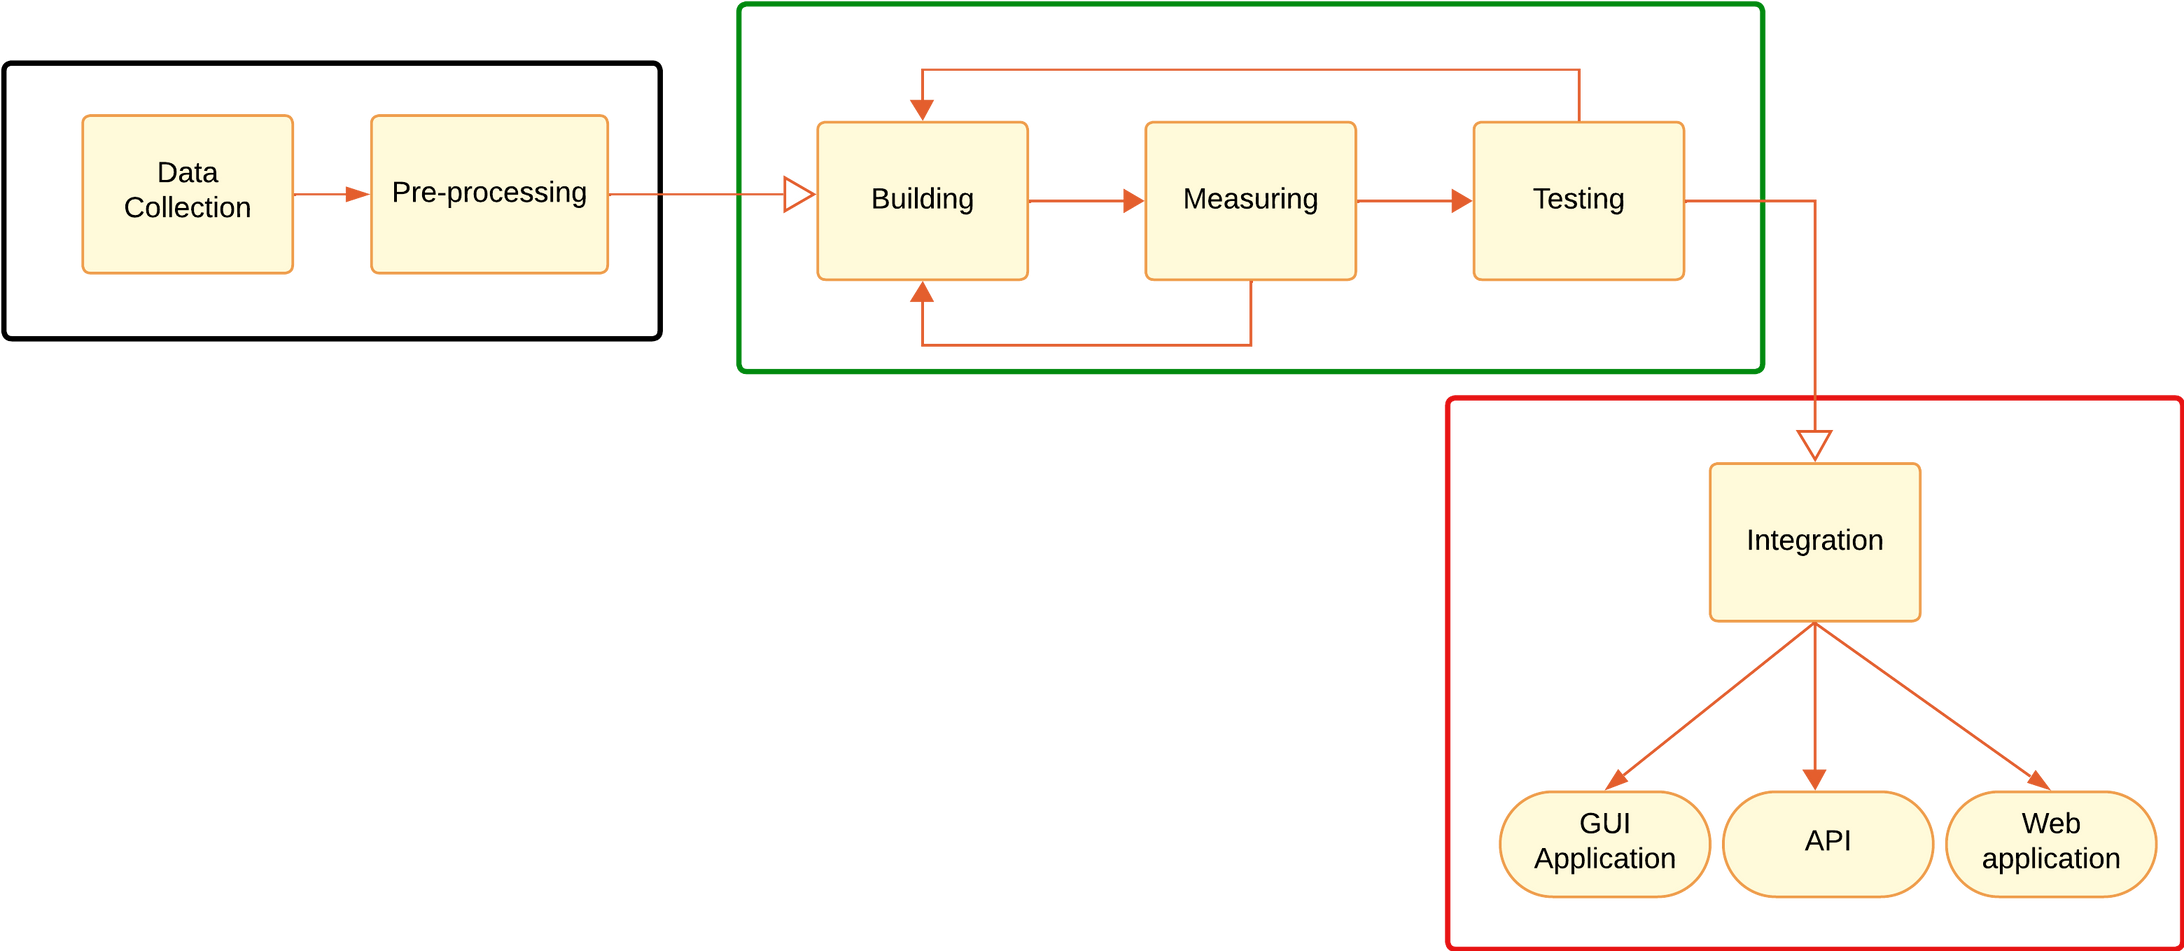 Data
Collection
Pre-processing
Building
Measuring
Testing
Integration
GUI
Application
API
Web
application